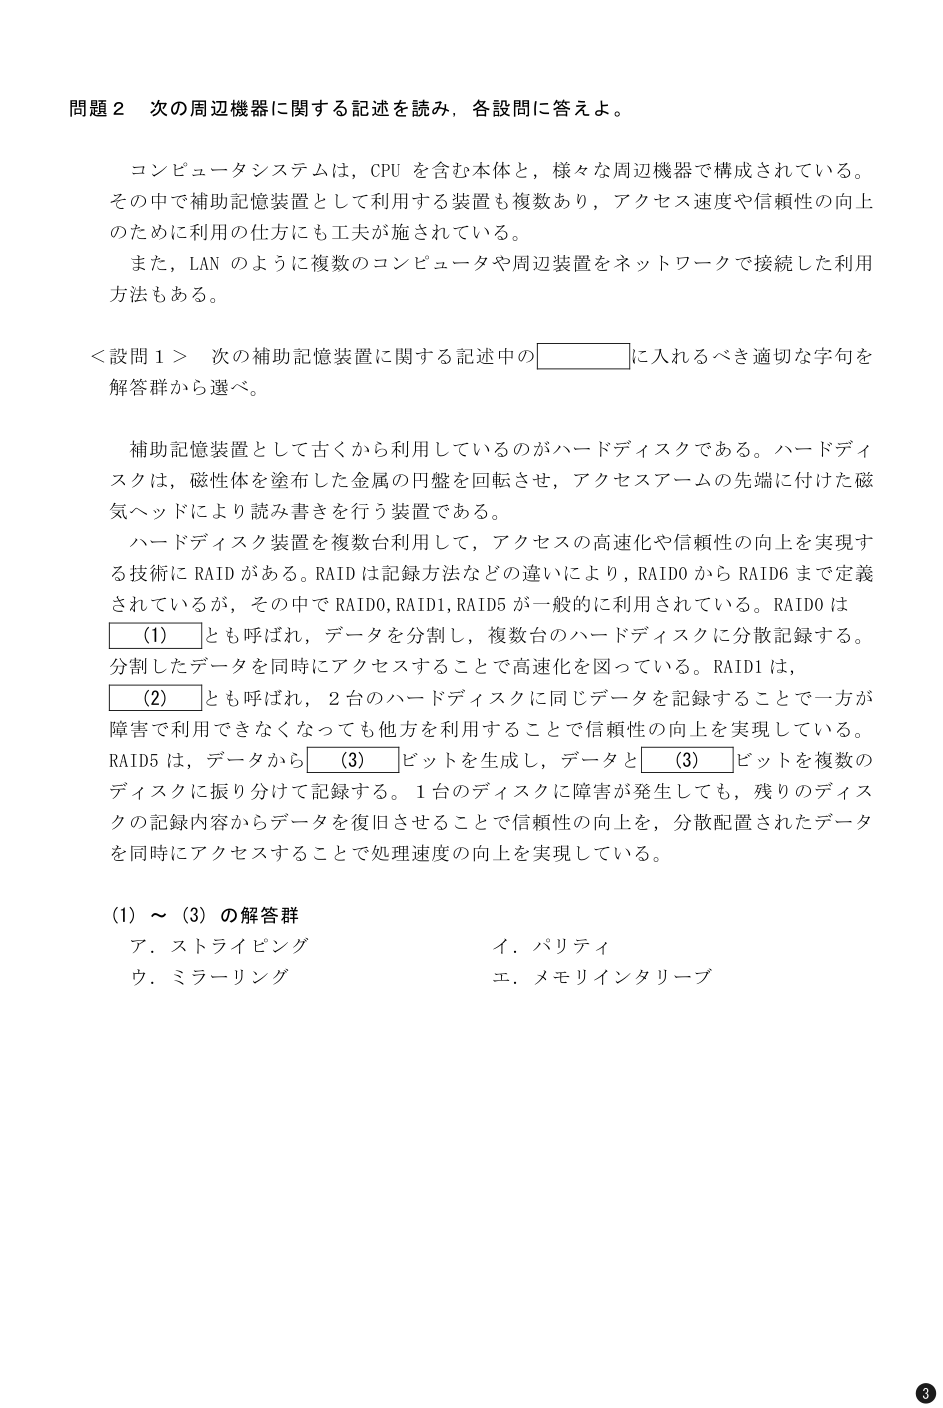 問題２　次の周辺機器に関する記述を読み，各設問に答えよ。
コンピュータシステムは，CPU を含む本体と，様々な周辺機器で構成されている。
その中で補助記憶装置として利用する装置も複数あり，アクセス速度や信頼性の向上
のために利用の仕方にも工夫が施されている。
また，LAN のように複数のコンピュータや周辺装置をネットワークで接続した利用
方法もある。
＜設問１＞　次の補助記憶装置に関する記述中の　　　　に入れるべき適切な字句を
解答群から選べ。
補助記憶装置として古くから利用しているのがハードディスクである。ハードディ
スクは，磁性体を塗布した金属の円盤を回転させ，アクセスアームの先端に付けた磁
気ヘッドにより読み書きを行う装置である。
ハードディスク装置を複数台利用して，アクセスの高速化や信頼性の向上を実現す
る技術に RAID がある。RAID は記録方法などの違いにより，RAID0 から RAID6 まで定義
されているが，その中で RAID0,RAID1,RAID5 が一般的に利用されている。RAID0 は
（1）とも呼ばれ，データを分割し，複数台のハードディスクに分散記録する。
分割したデータを同時にアクセスすることで高速化を図っている。RAID1 は，
（2）とも呼ばれ，２台のハードディスクに同じデータを記録することで一方が
障害で利用できなくなっても他方を利用することで信頼性の向上を実現している。
RAID5 は，データから（3）ビットを生成し，データと（3）ビットを複数の
ディスクに振り分けて記録する。１台のディスクに障害が発生しても，残りのディス
クの記録内容からデータを復旧させることで信頼性の向上を，分散配置されたデータ
を同時にアクセスすることで処理速度の向上を実現している。
（1）～（3）の解答群
ア．ストライピング　　イ．パリティ
ウ．ミラーリング　　エ．メモリインタリーブ
3